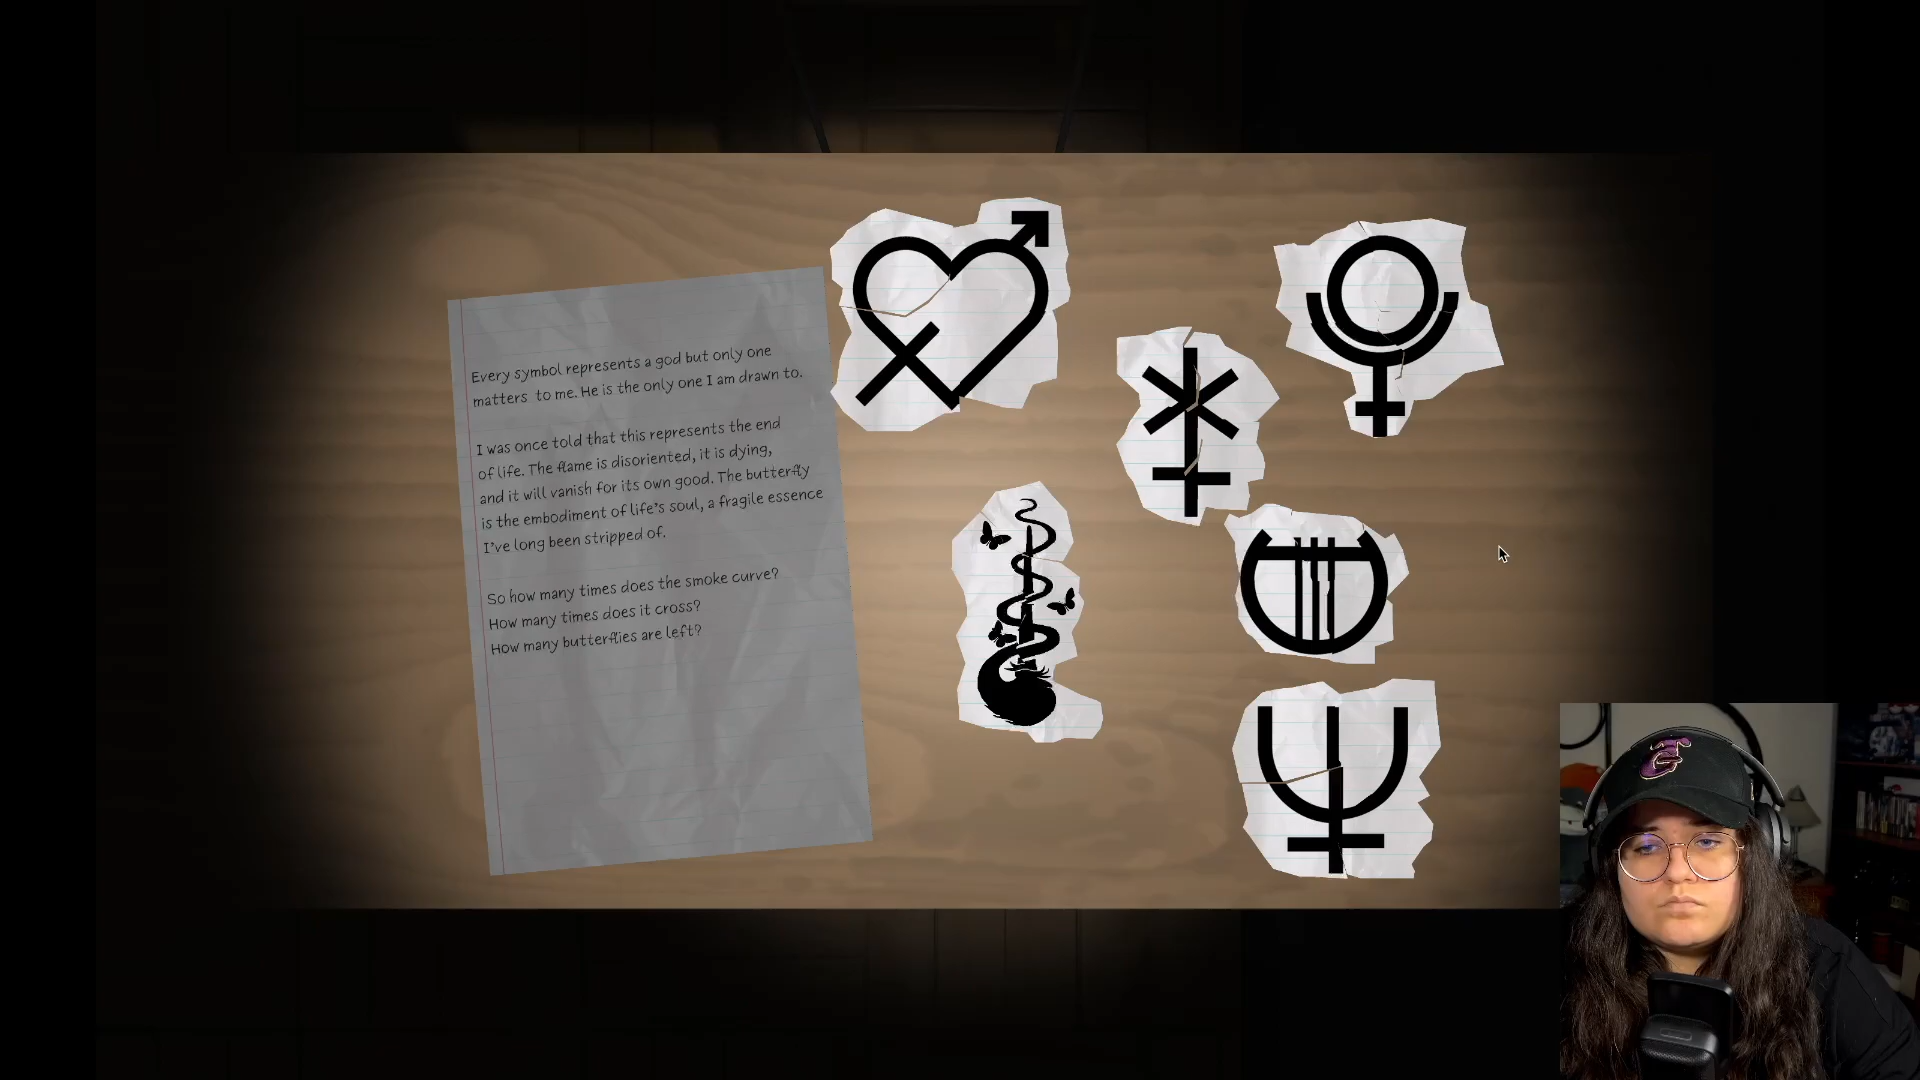 Every symbol represents a god but only one
matters to me. He is the only one I am drawn to.
I was once told that this represents the end
of life. The flame is disoriented, it is dying,
and it will vanish for its own good. The butterfly
is the embodiment of life's soul, a fragile essence
I've long been stripped of.
So how many times does the smoke curve?
How many times does it cross?
How many butterflies are left?